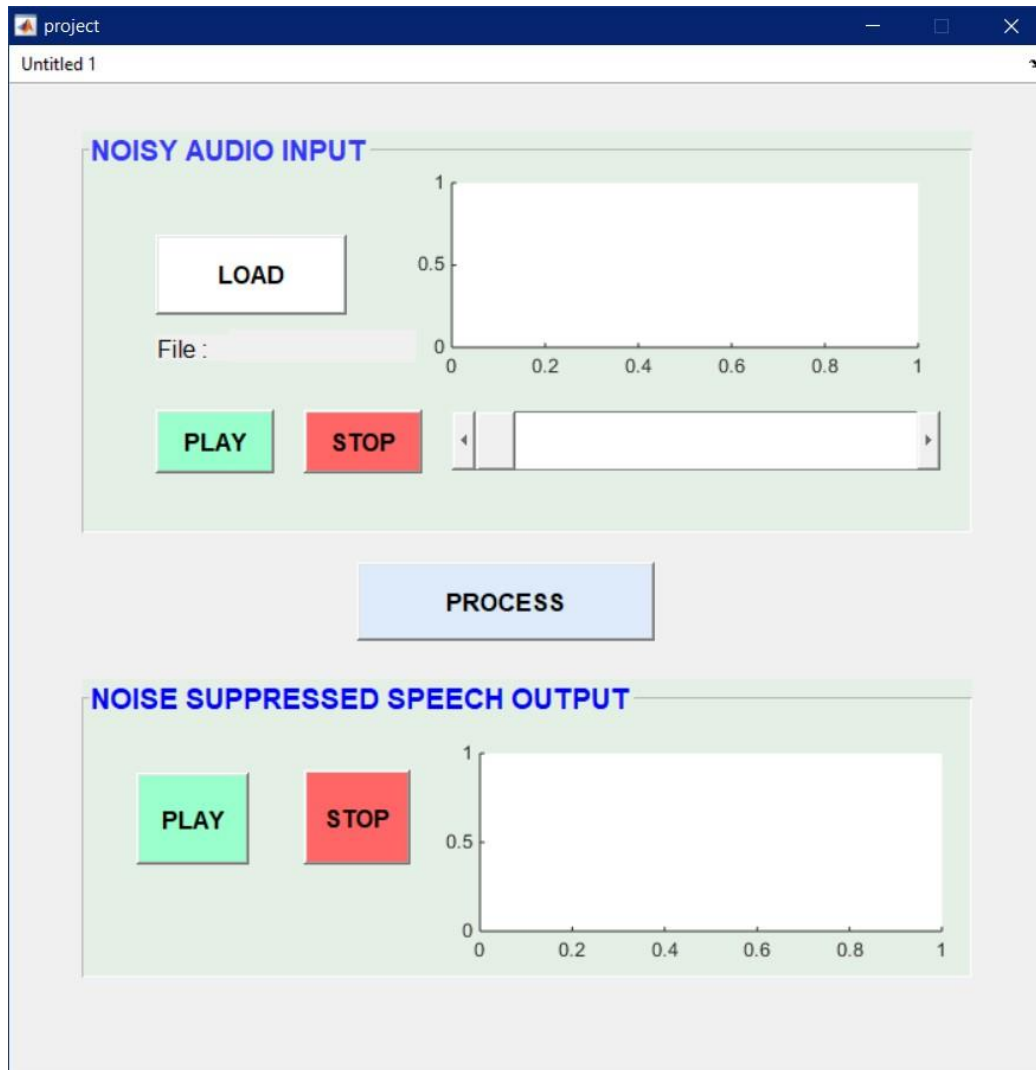 project
Untitled 1
NOISY AUDIO INPUT
LOAD
File :
1
0.5
0
0 0.2 0.4 0.6 0.8 1
PLAY STOP
PROCESS
NOISE SUPPRESSED SPEECH OUTPUT
PLAY STOP
1
0.5
0
0 0.2 0.4 0.6 0.8 1